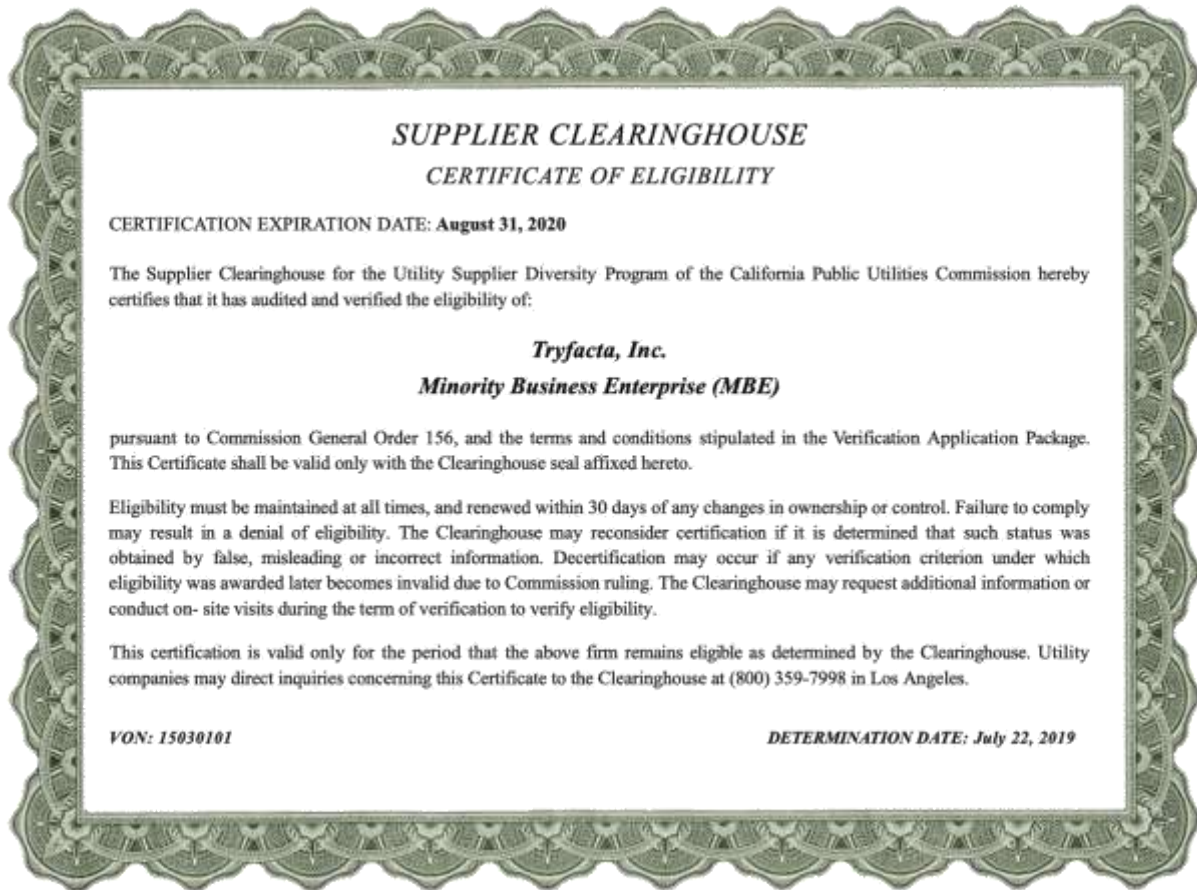 SUPPLIER CLEARINGHOUSE
CERTIFICATE OF ELIGIBILITY
CERTIFICATION EXPIRATION DATE: August 31, 2020
The Supplier Clearinghouse for the Utility Supplier Diversity Program of the California Public Utilities Commission hereby
certifies that it has audited and verified the eligibility of:
Tryfacta, Inc.
Minority Business Enterprise (MBE)
pursuant to Commission General Order 156, and the terms and conditions stipulated in the Verification Application Package.
This Certificate shall be valid only with the Clearinghouse seal affixed hereto.
Eligibility must be maintained at all times, and renewed within 30 days of any changes in ownership or control. Failure to comply
may result in a denial of eligibility. The Clearinghouse may reconsider certification if it is determined that such status was
obtained by false, misleading or incorrect information. Decertification may occur if any verification criterion under which
eligibility was awarded later becomes invalid due to Commission ruling. The Clearinghouse may request additional information or
conduct on- site visits during the term of verification to verify eligibility.
This certification is valid only for the period that the above firm remains eligible as determined by the Clearinghouse. Utility
companies may direct inquiries concerning this Certificate to the Clearinghouse at (800) 359-7998 in Los Angeles.
VON: 15030101 DETERMINATION DATE: July 22, 2019